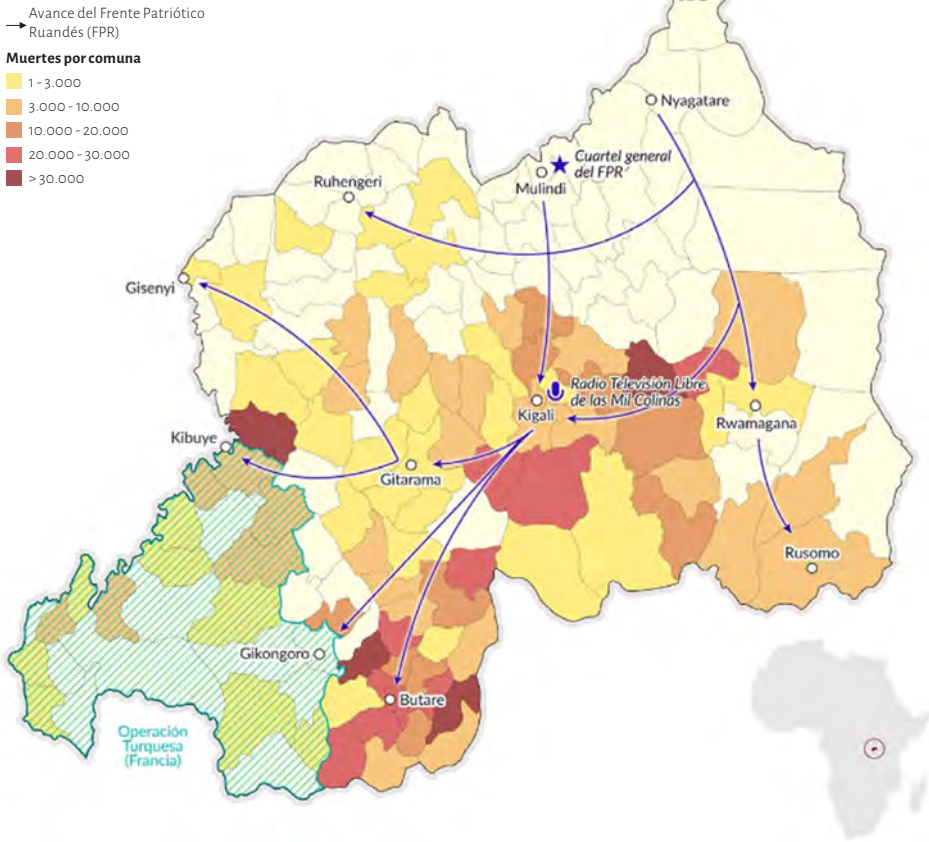 Avance del Frente Patriótico
Ruandés (FPR)
Muertes por comuna
1 - 3.000
3.000 - 10.000
10.000 - 20.000
20.000 - 30.000
> 30.000
Nyagatare
Cuartel general
del FPR
Mulindi
Ruhengeri
Gisenyi
Radio Televisión Libre
de las Mil Colinas
Kigali
Rwamagana
Kibuye
Gitarama
Rusomo
Gikongoro
Butare
Operación
Turquesa
(Francia)